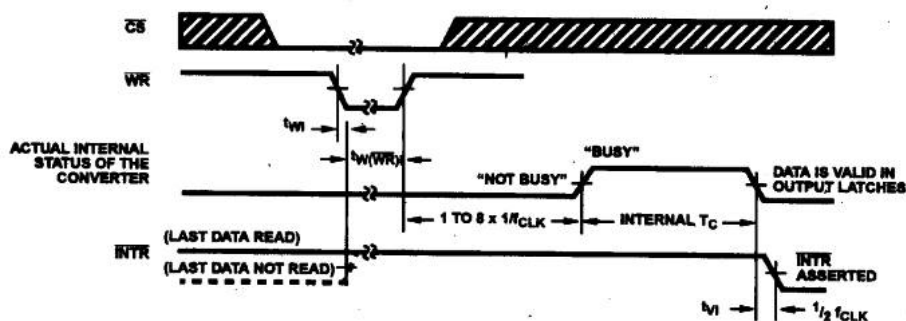 CS
WR
tWI
tW(WR)I
ACTUAL INTERNAL
STATUS OF THE
CONVERTER
"NOT BUSY"
"BUSY"
DATA IS VALID IN
OUTPUT LATCHES
1 TO 8 x 1/fCLK
INTERNAL TC
INTR
(LAST DATA READ)
(LAST DATA NOT READ)
INTR
ASSERTED
tVI
1/2 fCLK